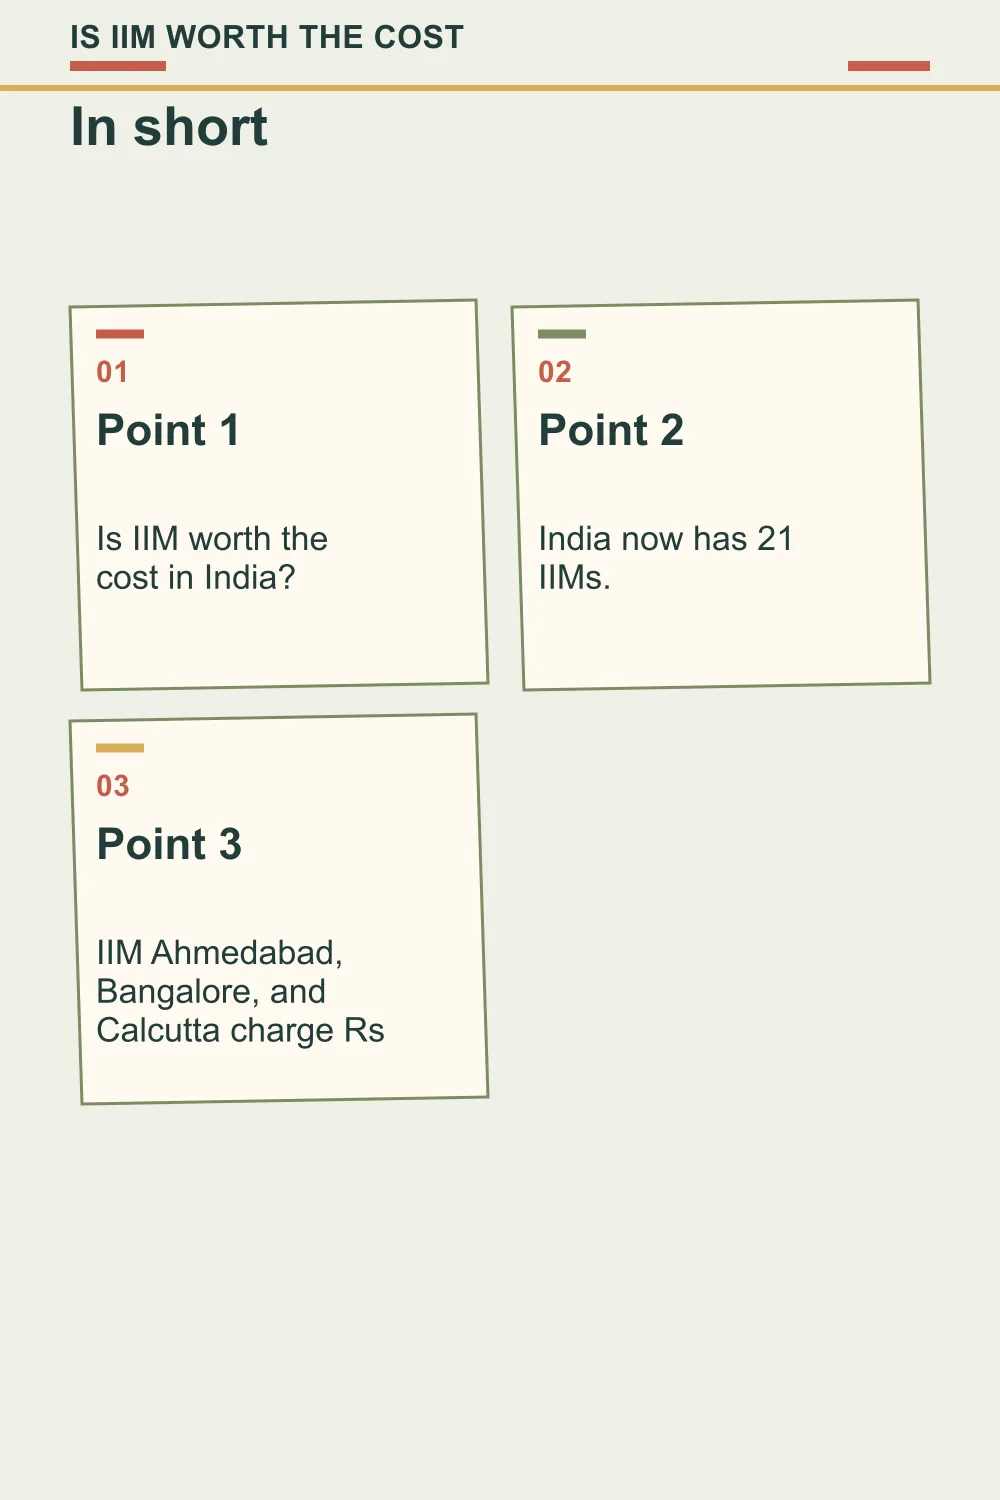 IS IIM WORTH THE COST
In short
01
Point 1
Is IIM worth the
cost in India?
02
Point 2
India now has 21
IIMs.
03
Point 3
IIM Ahmedabad,
Bangalore, and
Calcutta charge Rs